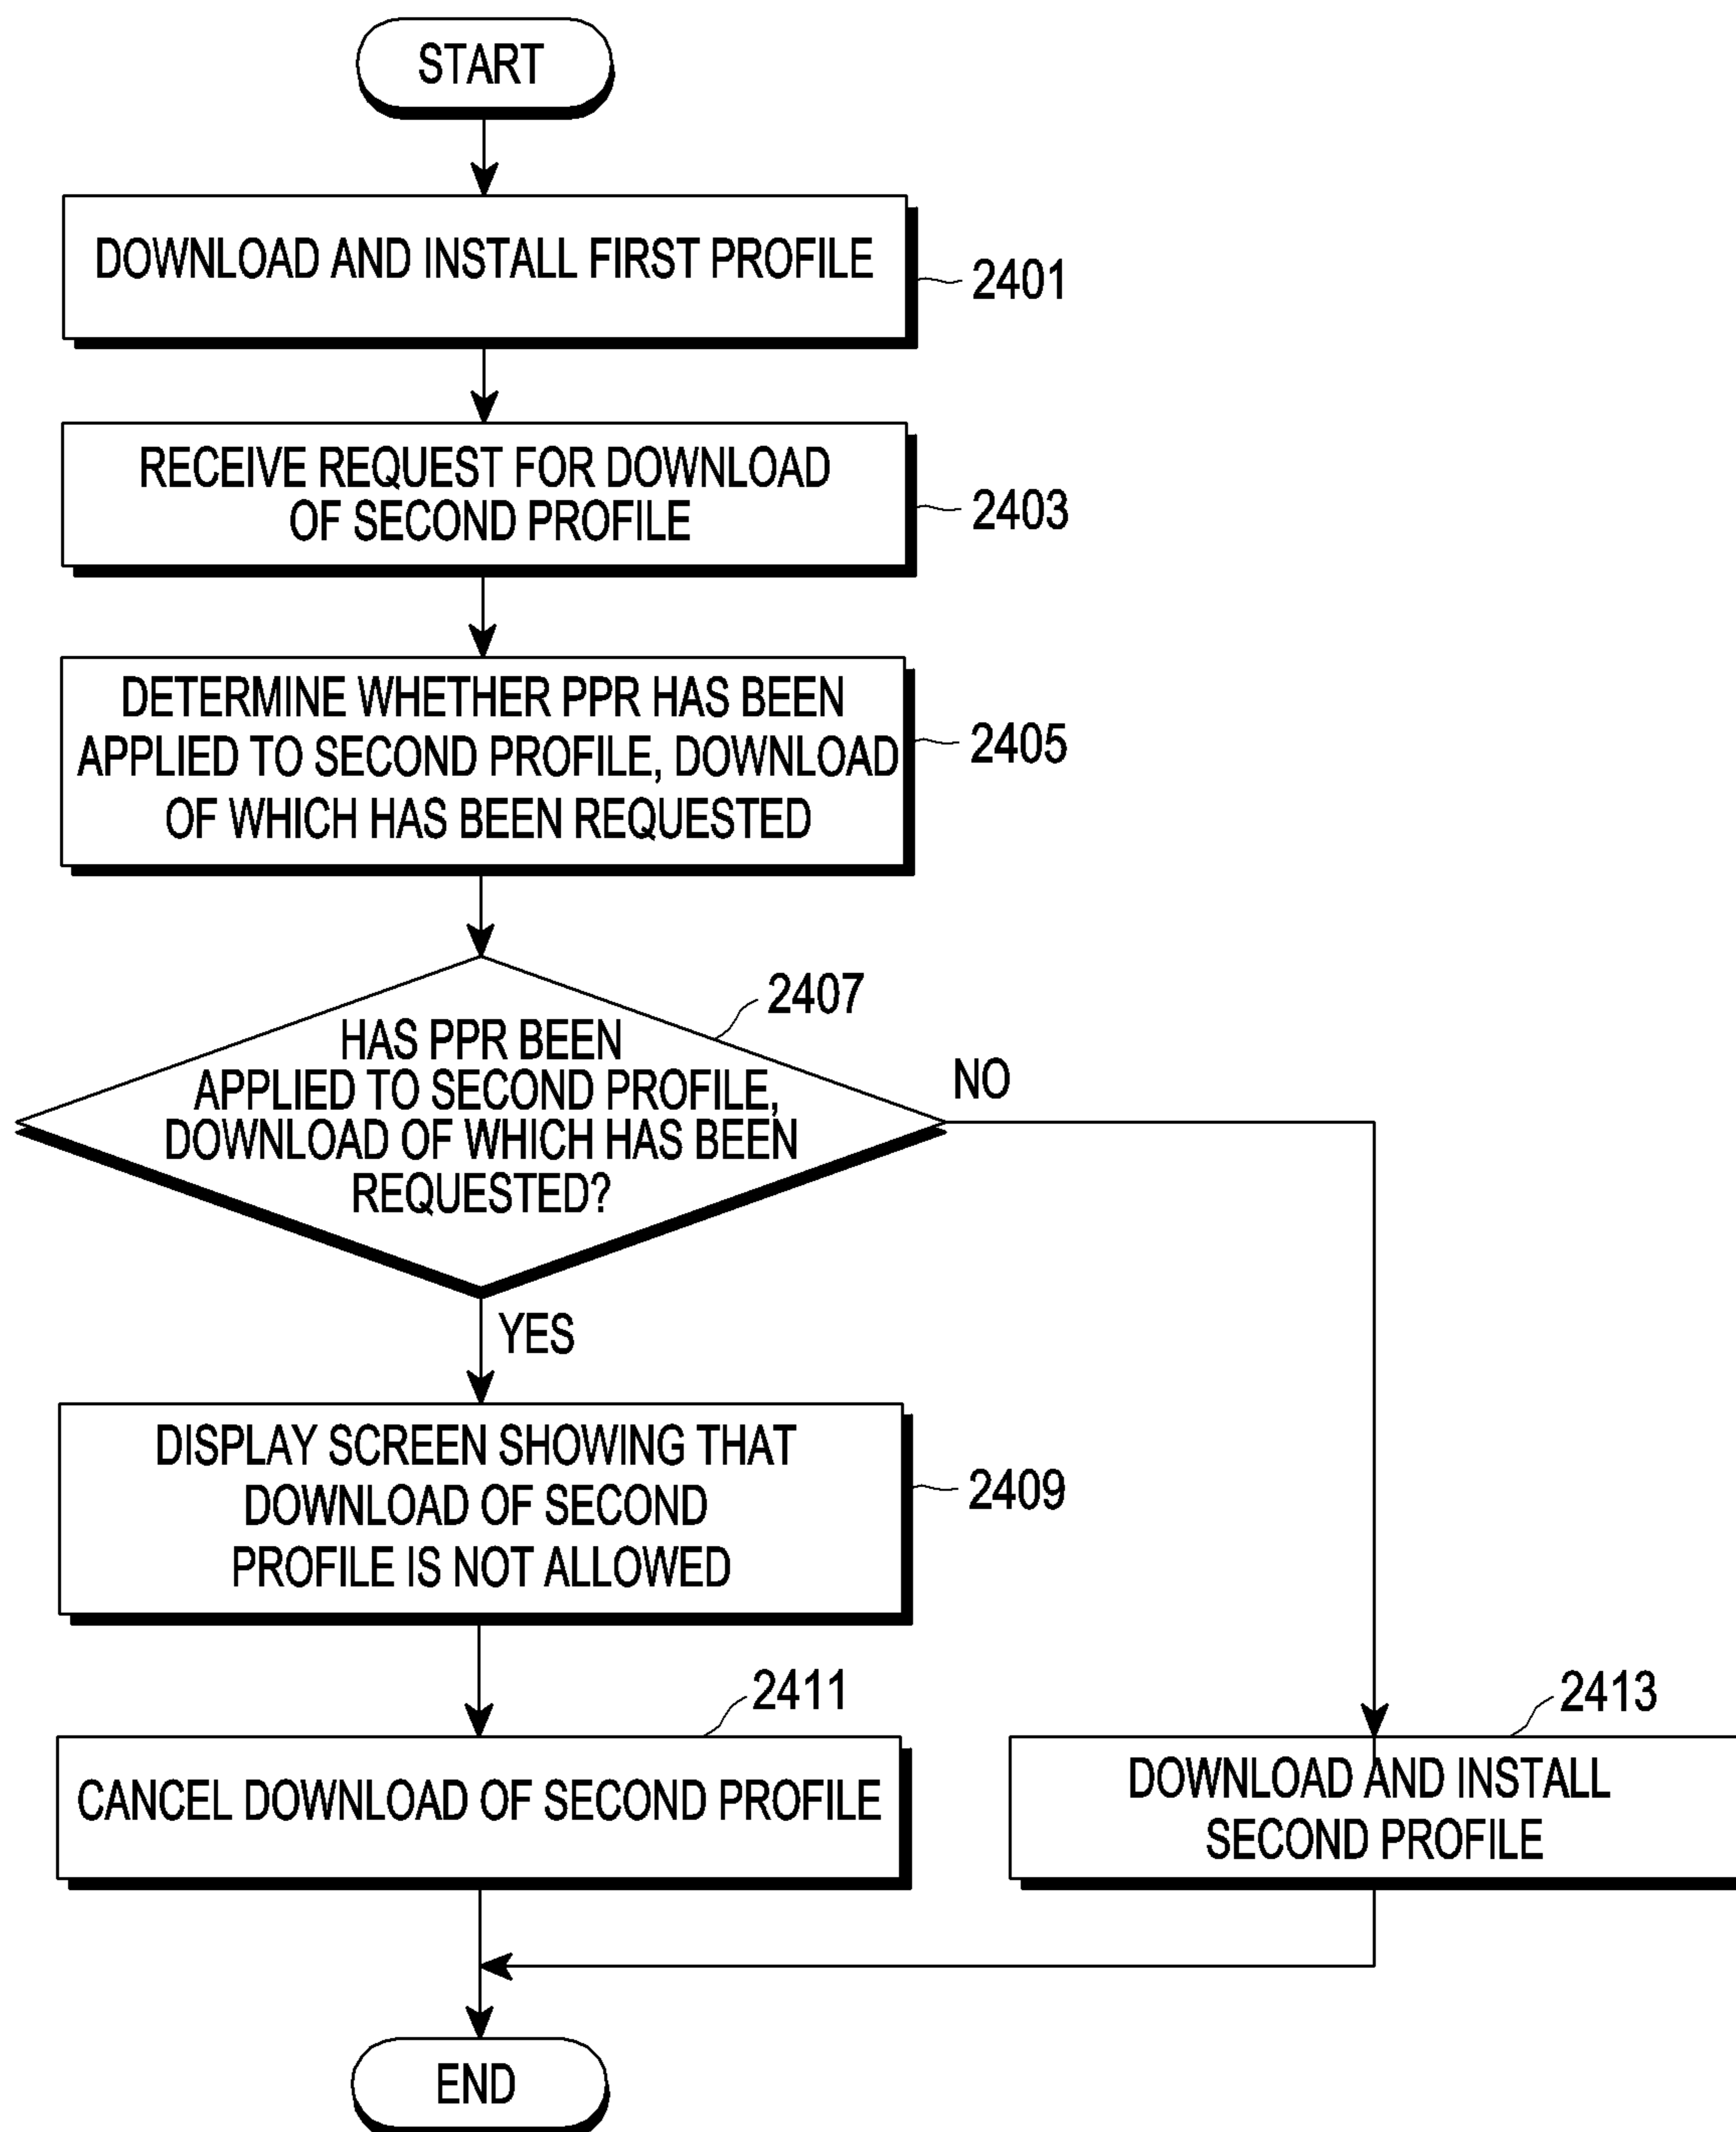 START
DOWNLOAD AND INSTALL FIRST PROFILE
2401
RECEIVE REQUEST FOR DOWNLOAD
OF SECOND PROFILE
2403
DETERMINE WHETHER PPR HAS BEEN
APPLIED TO SECOND PROFILE, DOWNLOAD
OF WHICH HAS BEEN REQUESTED
2405
2407
HAS PPR BEEN
APPLIED TO SECOND PROFILE,
DOWNLOAD OF WHICH HAS BEEN
REQUESTED?
NO
YES
DISPLAY SCREEN SHOWING THAT
DOWNLOAD OF SECOND
PROFILE IS NOT ALLOWED
2409
2411
CANCEL DOWNLOAD OF SECOND PROFILE
2413
DOWNLOAD AND INSTALL
SECOND PROFILE
END